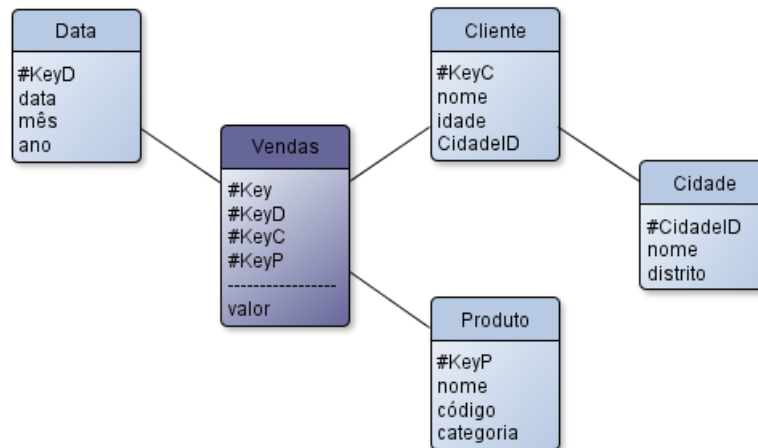 Data
#KeyD
data
mês
ano
Vendas
#Key
#KeyD
#KeyC
#KeyP
-----------------
valor
Cliente
#KeyC
nome
idade
CidadeID
Cidade
#CidadeID
nome
distrito
Produto
#KeyP
nome
código
categoria